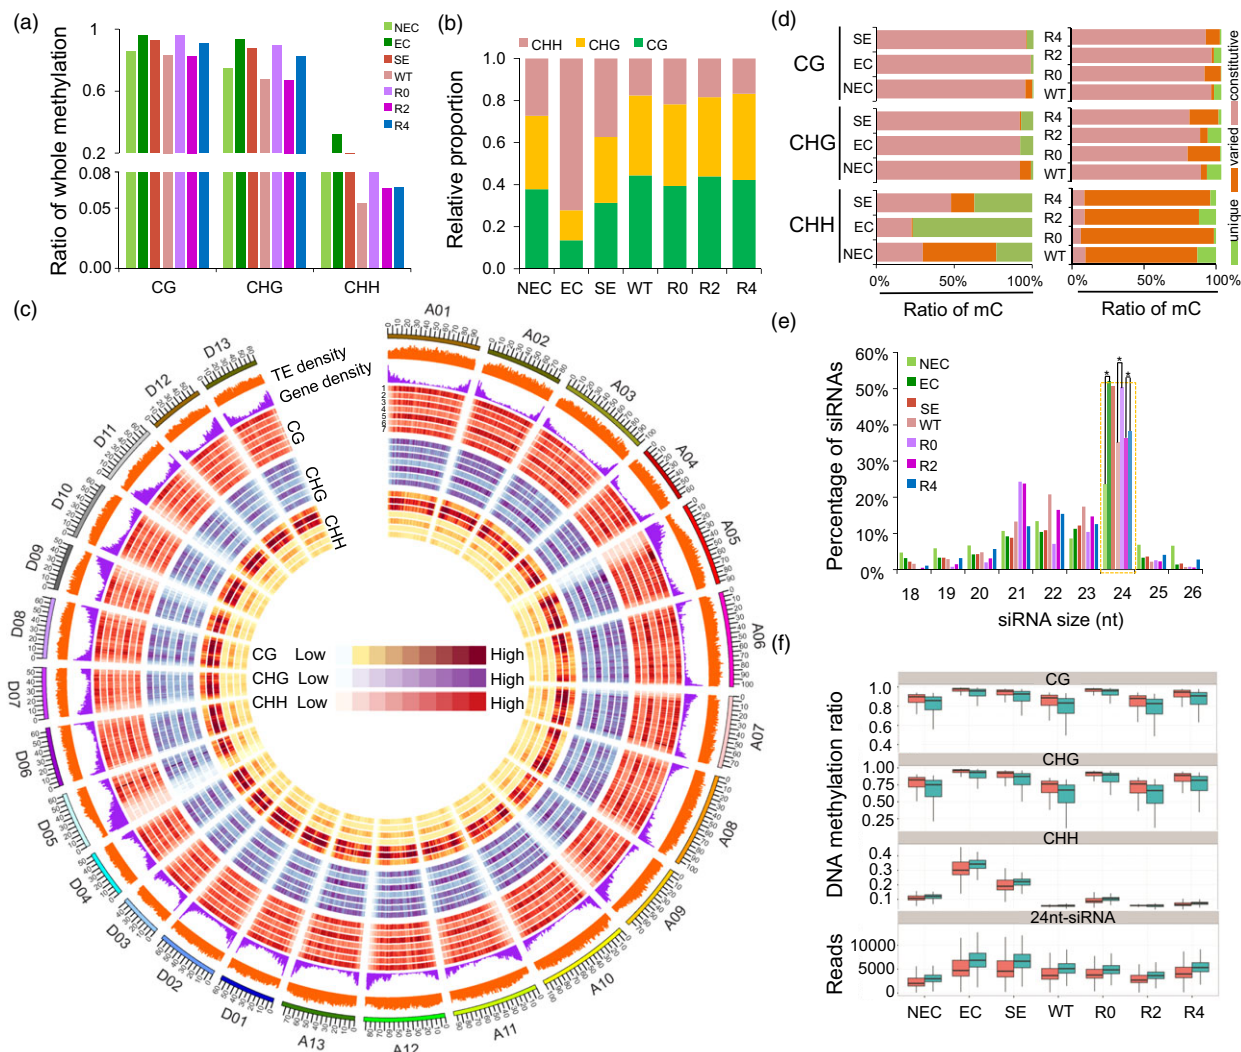 (a)
Ratio of whole methylation
1
0.6
0.2
0.08
0.05
0.00
CG CHG CHH
NEC
EC
SE
WT
R0
R2
R4
(b)
CHH CHG CG
Relative proportion
1.0
0.8
0.6
0.4
0.2
0.0
NEC EC SE WT R0 R2 R4
(c)
A01
A02
A03
A04
A05
A06
A07
A08
A09
A10
A11
A12
A13
D01
D02
D03
D04
D05
D06
D07
D08
D09
D10
D11
D12
D13
TE density
Gene density
CG
CHG
CHH
1
2
3
4
5
6
7
CG Low High
CHG Low High
CHH Low High
(d)
CG
SE
EC
NEC
CHG
SE
EC
NEC
CHH
SE
EC
NEC
0% 50% 100%
Ratio of mC
R4
R2
R0
WT
R4
R2
R0
WT
R4
R2
R0
WT
0% 50% 100%
Ratio of mC
unique varied constitutive
(e)
Percentage of siRNAs
60%
50%
40%
30%
20%
10%
0%
NEC
EC
SE
WT
R0
R2
R4
* * *
18 19 20 21 22 23 24 25 26
siRNA size (nt)
(f)
DNA methylation ratio
CG
1.0
0.8
0.6
0.4
CHG
1.00
0.75
0.50
0.25
CHH
0.4
0.3
0.2
0.1
24nt-siRNA
Reads
10000
5000
0
NEC EC SE WT R0 R2 R4